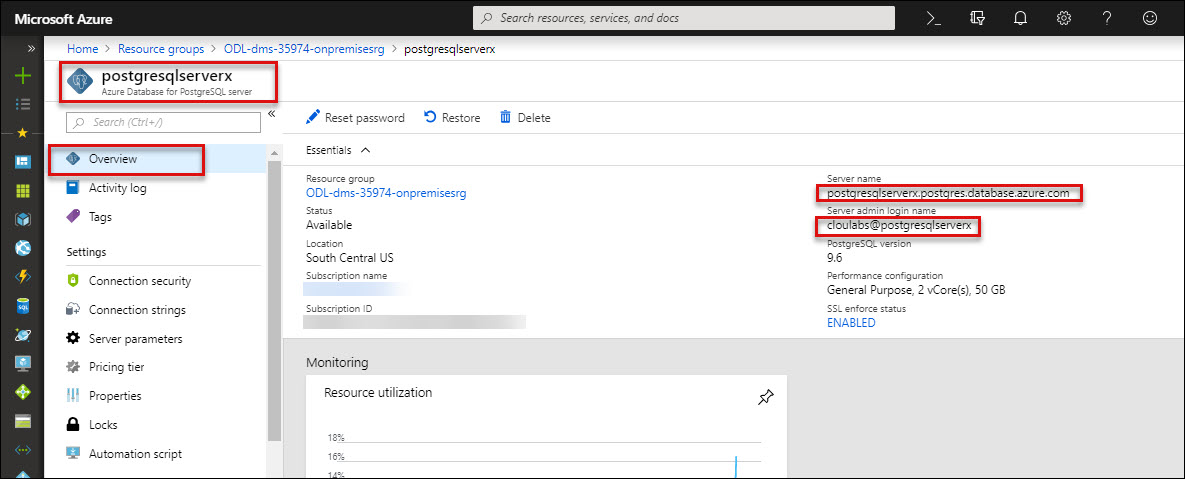 Microsoft Azure
Search resources, services, and docs
Home > Resource groups > ODL-dms-35974-onpremisesrg > postgresqlserverx
postgresqlserverx
Azure Database for PostgreSQL server
Search (Ctrl+/)
Overview
Activity log
Tags
Settings
Connection security
Connection strings
Server parameters
Pricing tier
Properties
Locks
Automation script
Reset password
Restore
Delete
Essentials
Resource group
ODL-dms-35974-onpremisesrg
Status
Available
Location
South Central US
Subscription name
Subscription ID
Server name
postgresqlserverx.postgres.database.azure.com
Server admin login name
cloulabs@postgresqlserverx
PostgreSQL version
9.6
Performance configuration
General Purpose, 2 vCore(s), 50 GB
SSL enforce status
ENABLED
Monitoring
Resource utilization
18%
16%
14%